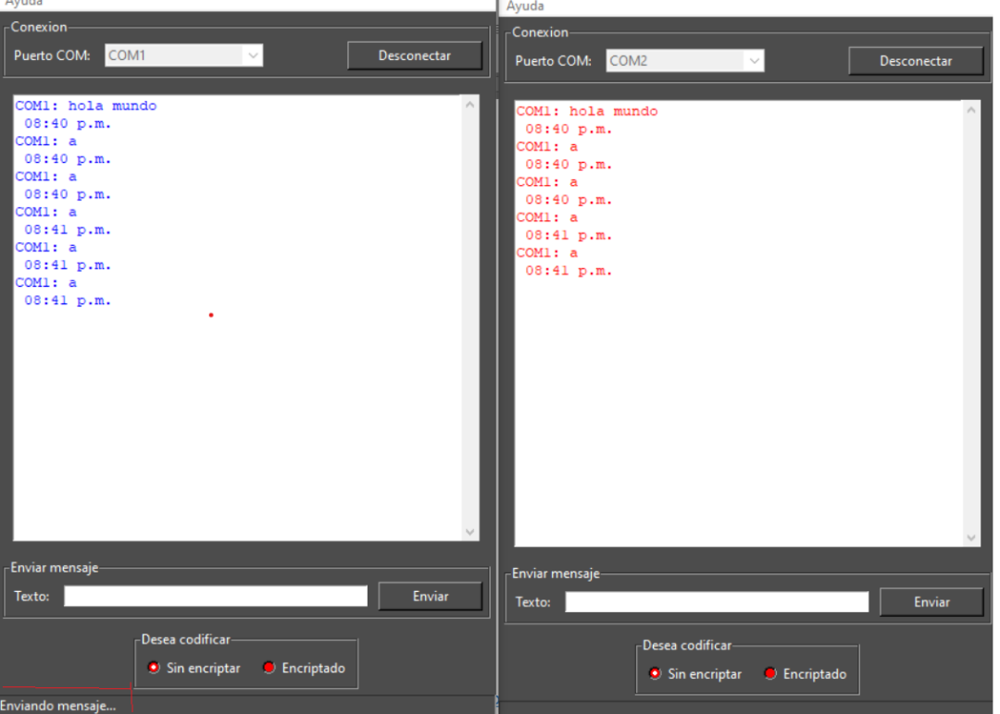 Ayuda
Conexion
Puerto COM: COM1 Desconectar
COM1: hola mundo
08:40 p.m.
COM1: a
08:40 p.m.
COM1: a
08:40 p.m.
COM1: a
08:41 p.m.
COM1: a
08:41 p.m.
COM1: a
08:41 p.m.
Enviar mensaje
Texto: Enviar
Desea codificar
Sin encriptar Encriptado
Enviando mensaje...
Ayuda
Conexion
Puerto COM: COM2 Desconectar
COM1: hola mundo
08:40 p.m.
COM1: a
08:40 p.m.
COM1: a
08:40 p.m.
COM1: a
08:41 p.m.
COM1: a
08:41 p.m.
Enviar mensaje
Texto: Enviar
Desea codificar
Sin encriptar Encriptado